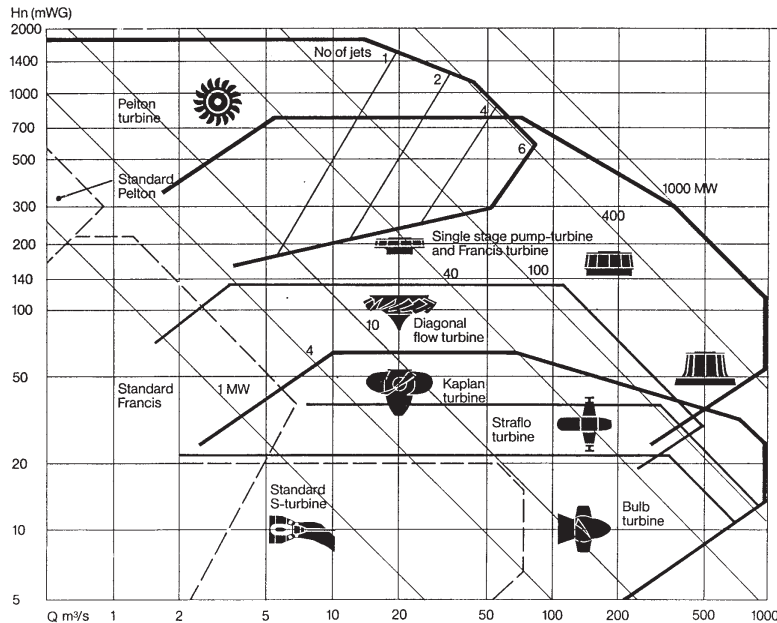 Hn (mWG)
2000
1400
1000
700
500
300
200
140
100
50
20
10
5
No of jets
1
2
4
6
Pelton
turbine
Standard
Pelton
1000 MW
400
Single stage pump-turbine
and Francis turbine
40
100
10
Diagonal
flow turbine
4
Standard
Francis
1 MW
Kaplan
turbine
Straflo
turbine
Standard
S-turbine
Bulb
turbine
Q m³/s
1
2
5
10
20
50
100
200
500
1000